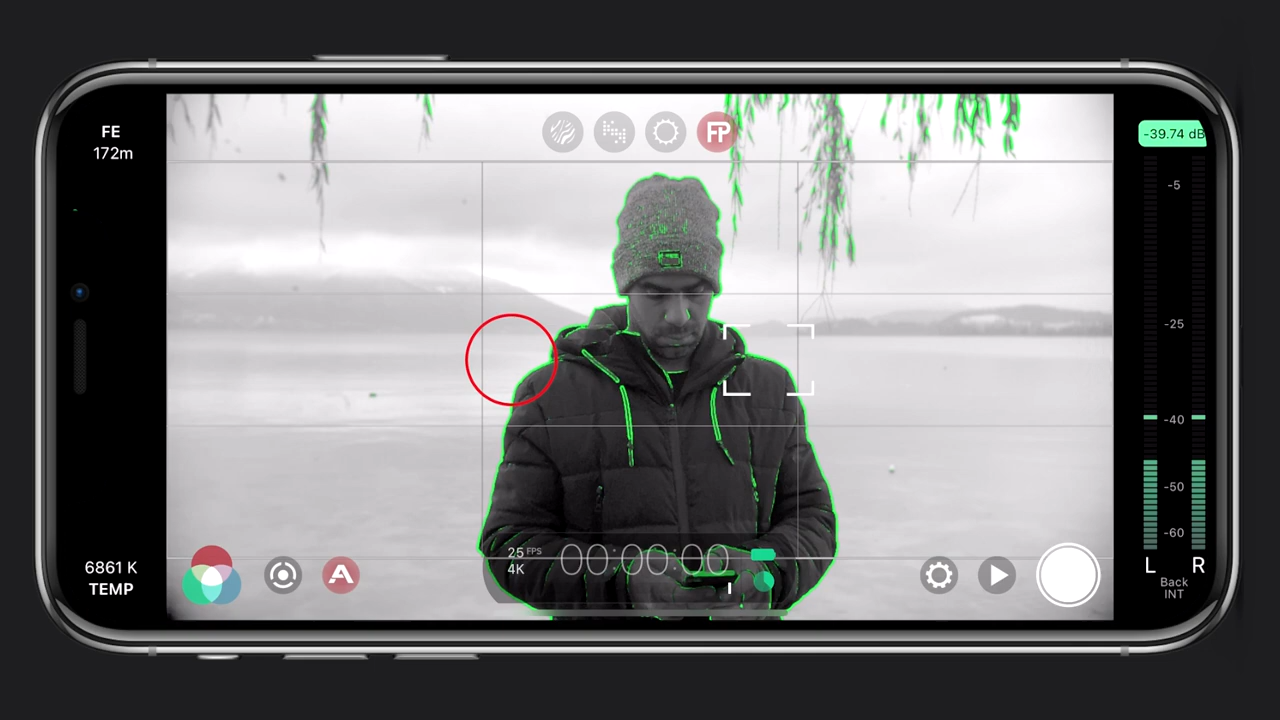 FE
172m
FP
-39.74 dB
-5
-25
-40
-50
-60
25 FPS
4K
00:00:00
6861 K
TEMP
A
L R
Back
INT